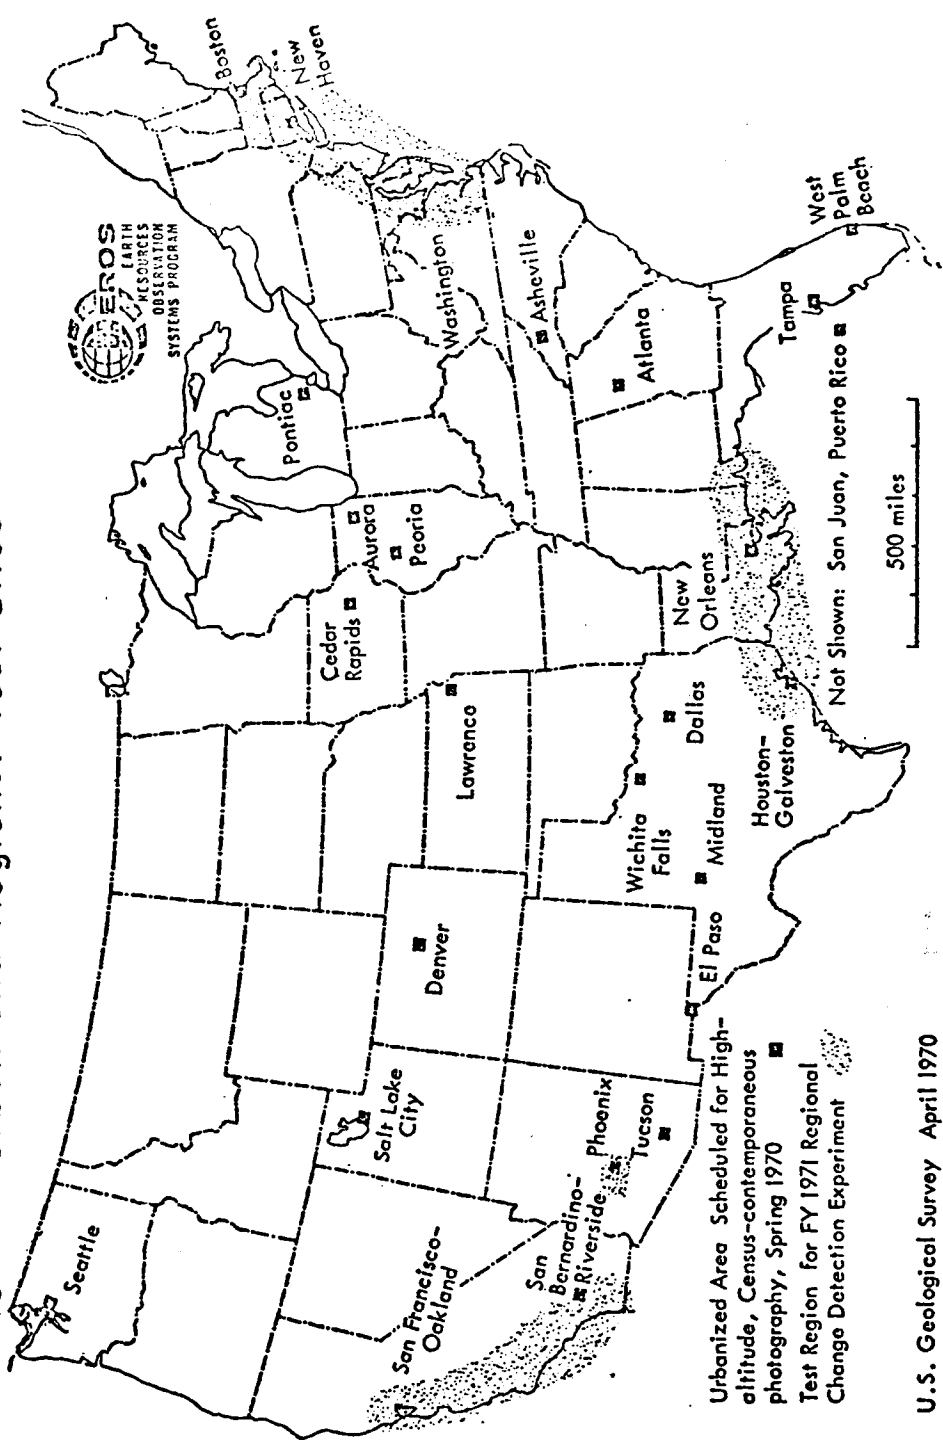 EROS
EARTH
RESOURCES
OBSERVATION
SYSTEMS PROGRAM
Seattle
San Francisco-
Oakland
San
Bernardino-
Riverside
Phoenix
Tucson
Salt Lake
City
Denver
El Paso
Midland
Wichita
Falls
Dallas
Houston-
Galveston
Lawrence
Cedar
Rapids
Aurora
Peoria
New
Orleans
Pontiac
Washington
Asheville
Atlanta
Tampa
West
Palm
Beach
Boston
New
Haven
Not Shown: San Juan, Puerto Rico
500 miles
Urbanized Area Scheduled for High-
altitude, Census-contemporaneous
photography, Spring 1970
Test Region for FY 1971 Regional
Change Detection Experiment
U.S. Geological Survey April 1970